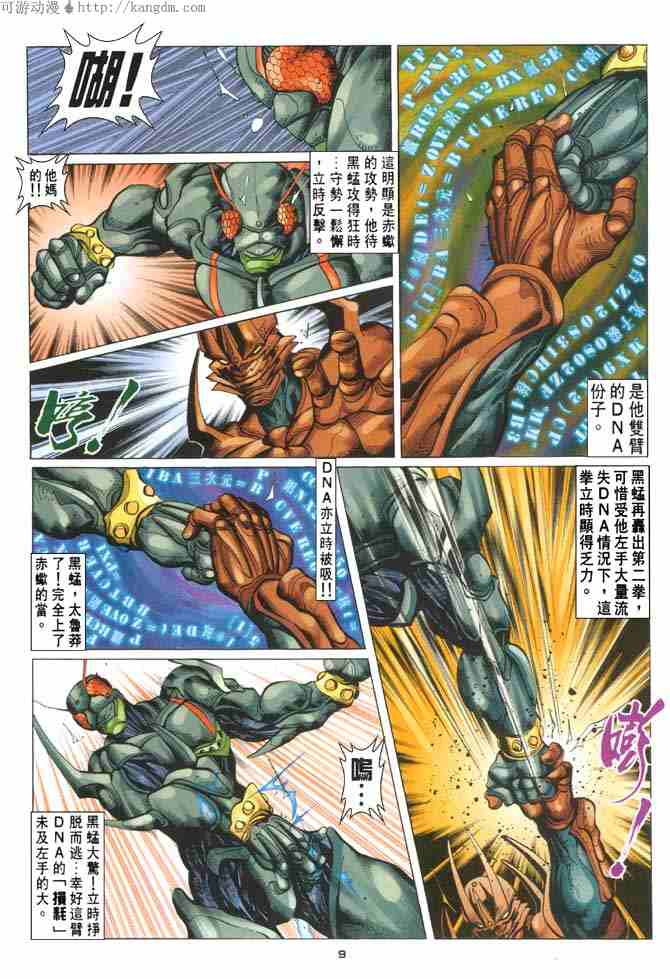 可游动漫 http://kangdm.com
嘲!
這明顯是赤蠍
的攻勢,他待
黑蜢攻得狂時
…守勢一鬆懈
,立時反擊。
他媽
的!!
是他雙臂
的DNA
份子。
哼!
DNA亦立時被吸!!
黑蜢,太魯莽
了!完全上了
赤蠍的當。
黑蜢再轟出第二拳,
可惜受他左手大量流
失DNA情況下,這
拳立時顯得乏力。
嘭!
嗚…
黑蜢大驚!立時掙
脫而逃…幸好這臂
DNA的「損耗」
未及左手的大。
9